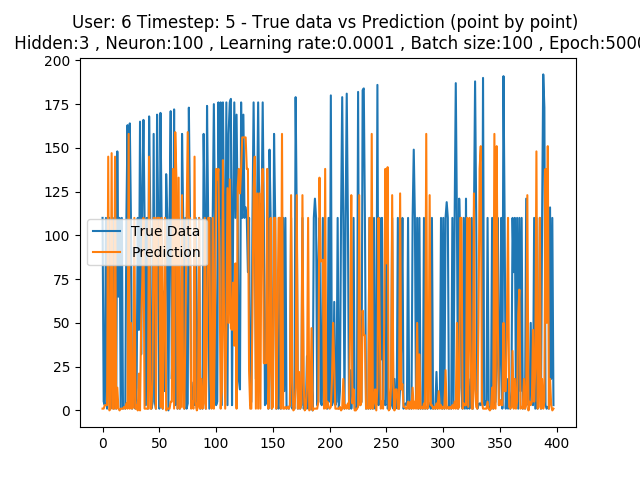 User: 6 Timestep: 5 - True data vs Prediction (point by point)
Hidden:3 , Neuron:100 , Learning rate:0.0001 , Batch size:100 , Epoch:5000
200
175
150
125
100
75
50
25
0
True Data
Prediction
0 50 100 150 200 250 300 350 400